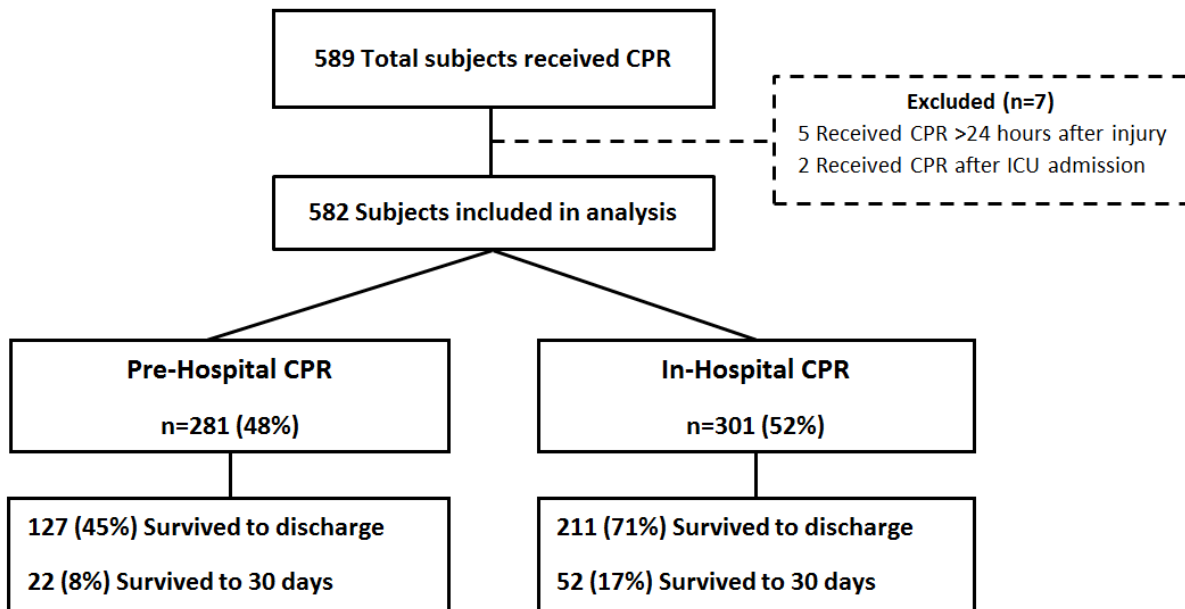 589 Total subjects received CPR
Excluded (n=7)
5 Received CPR >24 hours after injury
2 Received CPR after ICU admission
582 Subjects included in analysis
Pre-Hospital CPR
n=281 (48%)
In-Hospital CPR
n=301 (52%)
127 (45%) Survived to discharge
22 (8%) Survived to 30 days
211 (71%) Survived to discharge
52 (17%) Survived to 30 days